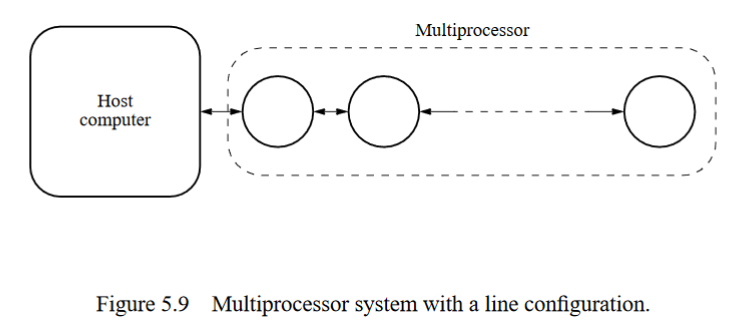 Multiprocessor
Host
computer
Figure 5.9 Multiprocessor system with a line configuration.